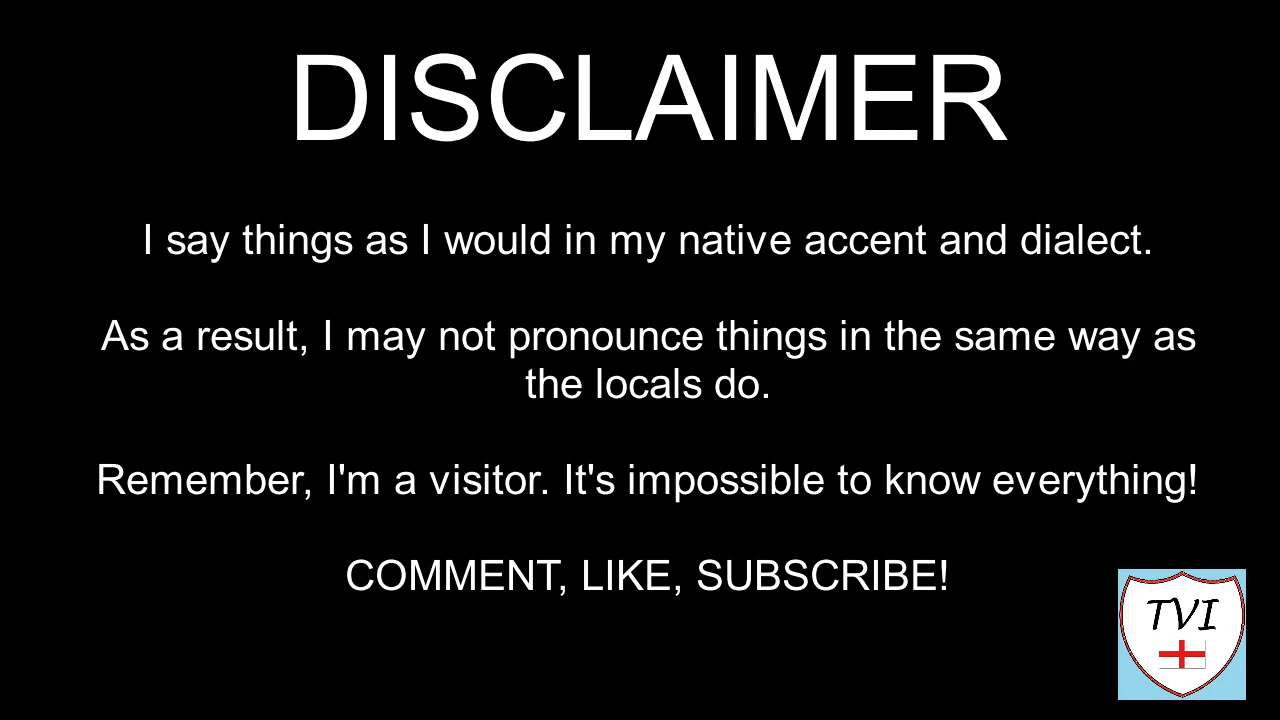 DISCLAIMER
I say things as I would in my native accent and dialect.
As a result, I may not pronounce things in the same way as
the locals do.
Remember, I'm a visitor. It's impossible to know everything!
COMMENT, LIKE, SUBSCRIBE!
TVI